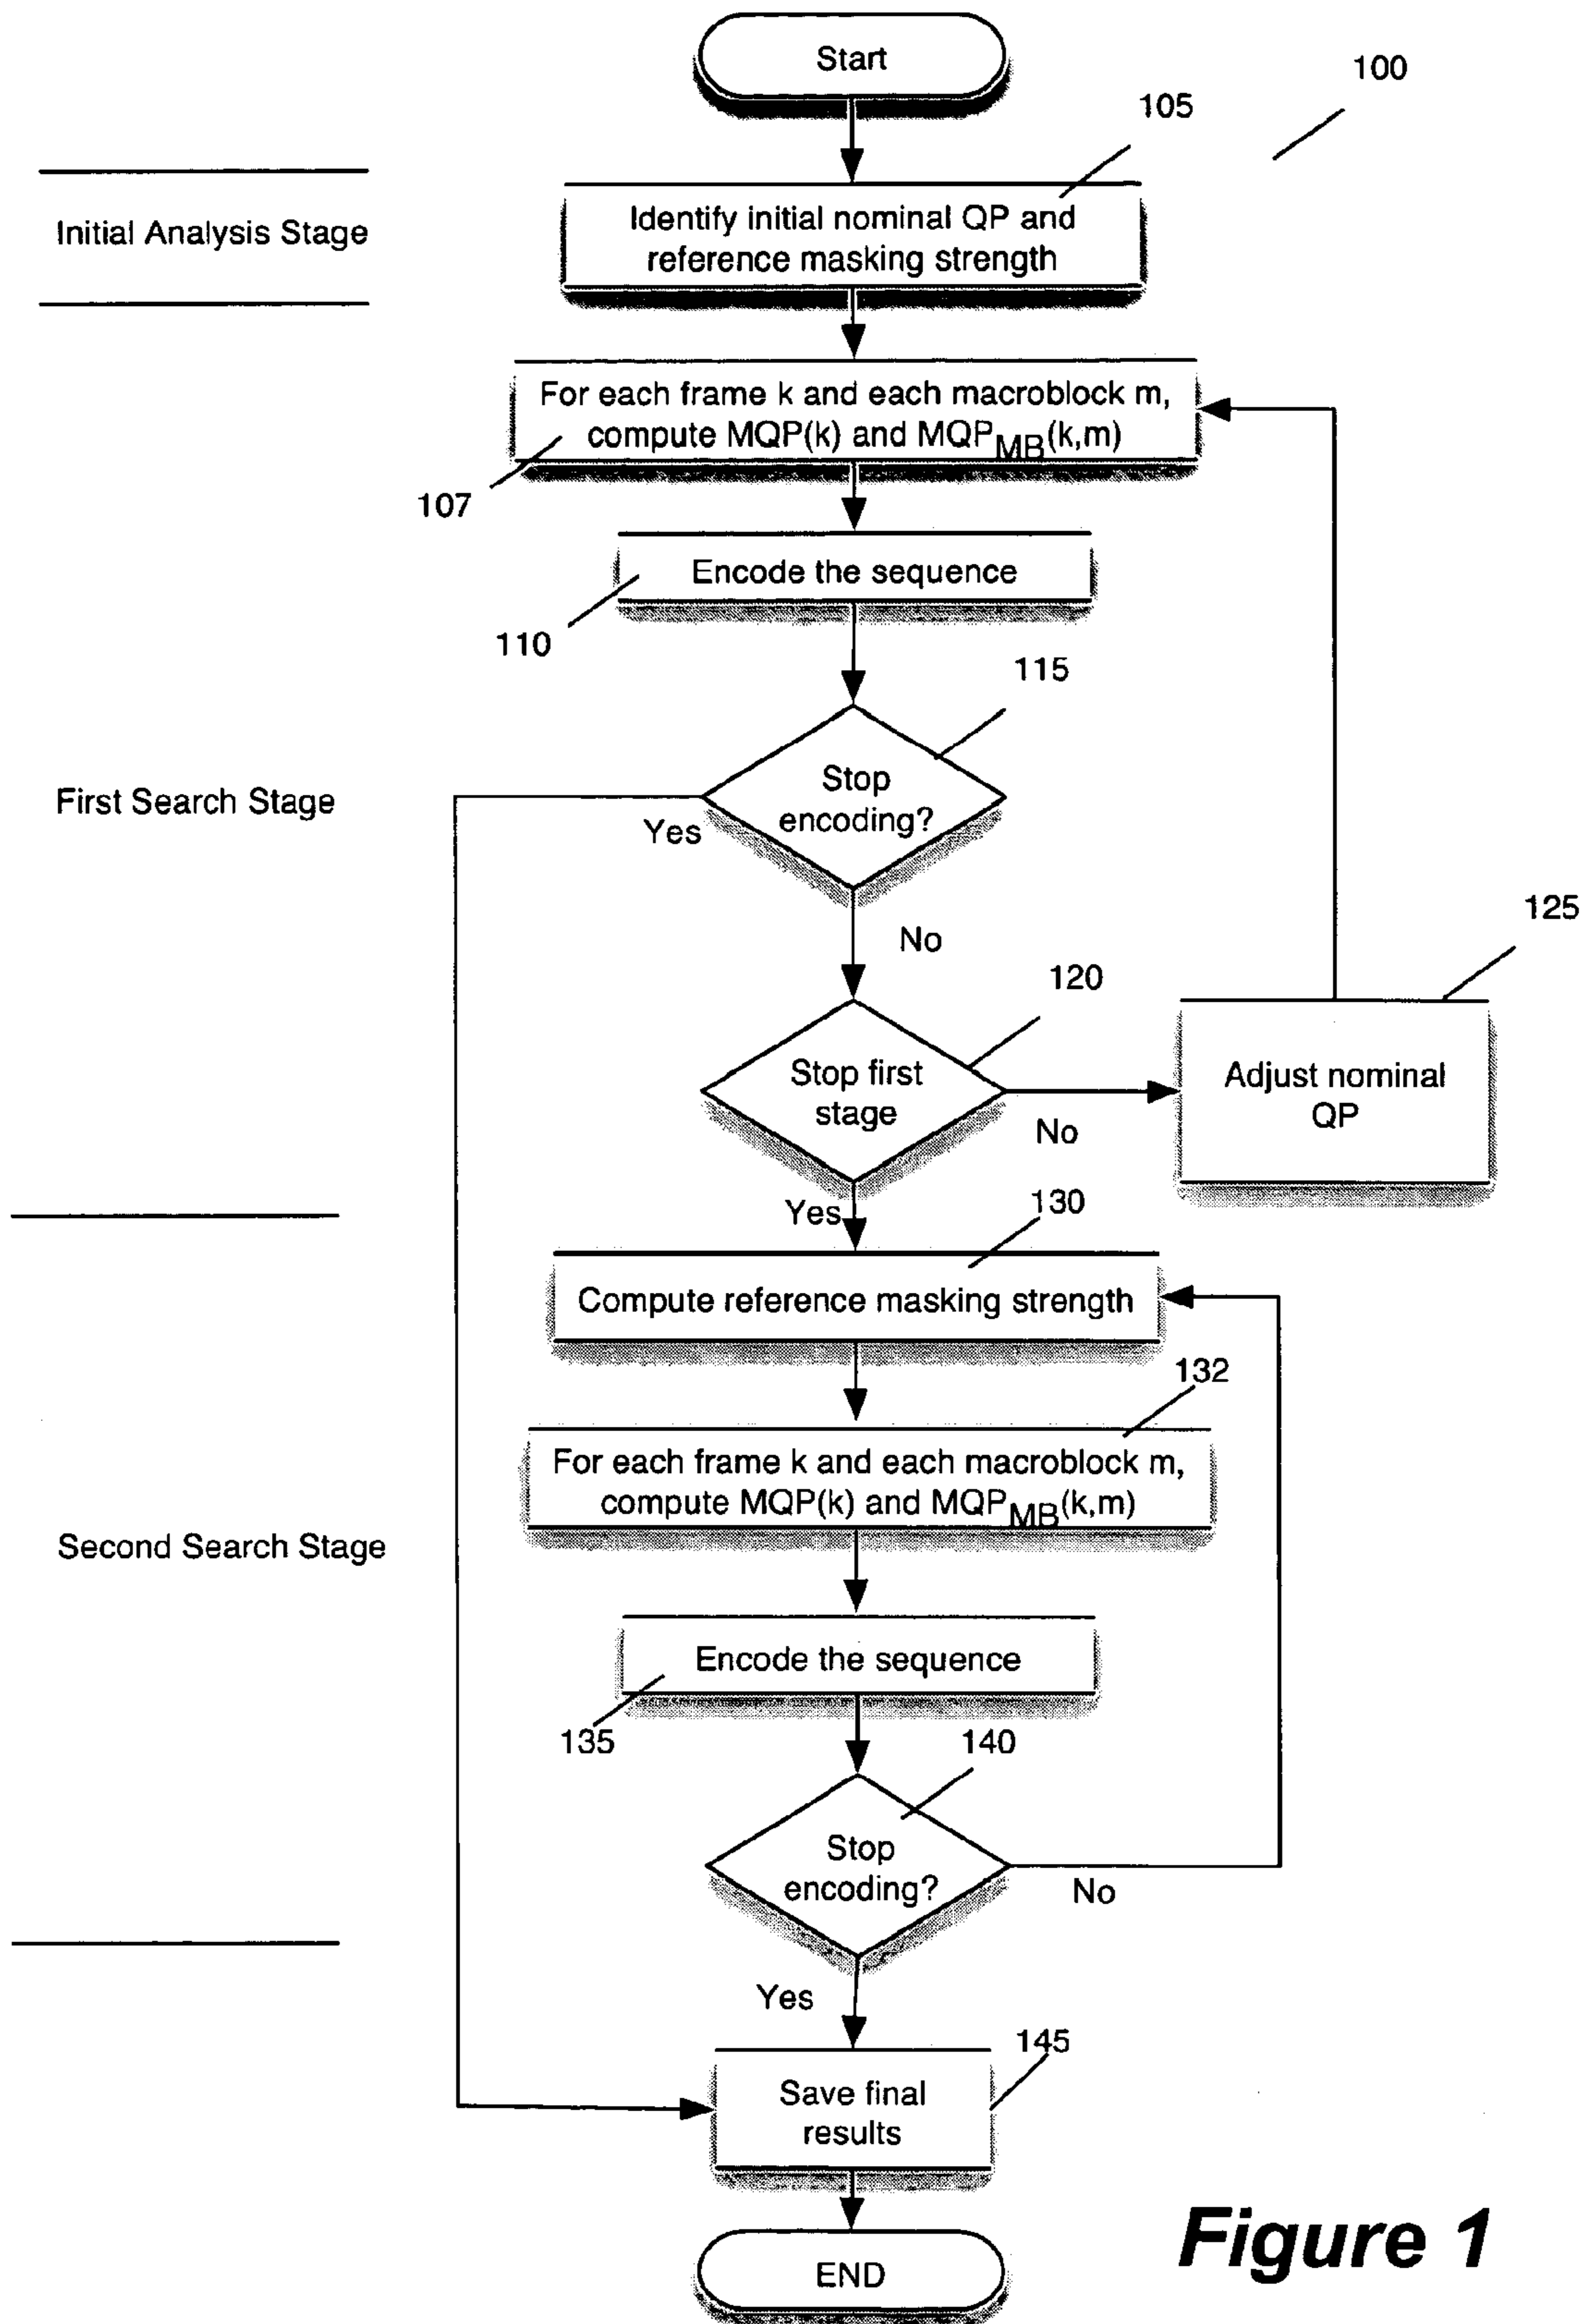 Start
100
105
Initial Analysis Stage
Identify initial nominal QP and
reference masking strength
For each frame k and each macroblock m,
compute MQP(k) and MQP_MB(k,m)
107
Encode the sequence
110
115
First Search Stage
Stop
encoding?
Yes
No
125
120
Stop first
stage
No
Adjust nominal
QP
Yes
130
Compute reference masking strength
132
For each frame k and each macroblock m,
compute MQP(k) and MQP_MB(k,m)
Second Search Stage
Encode the sequence
135
140
Stop
encoding?
No
Yes
145
Save final
results
END
Figure 1